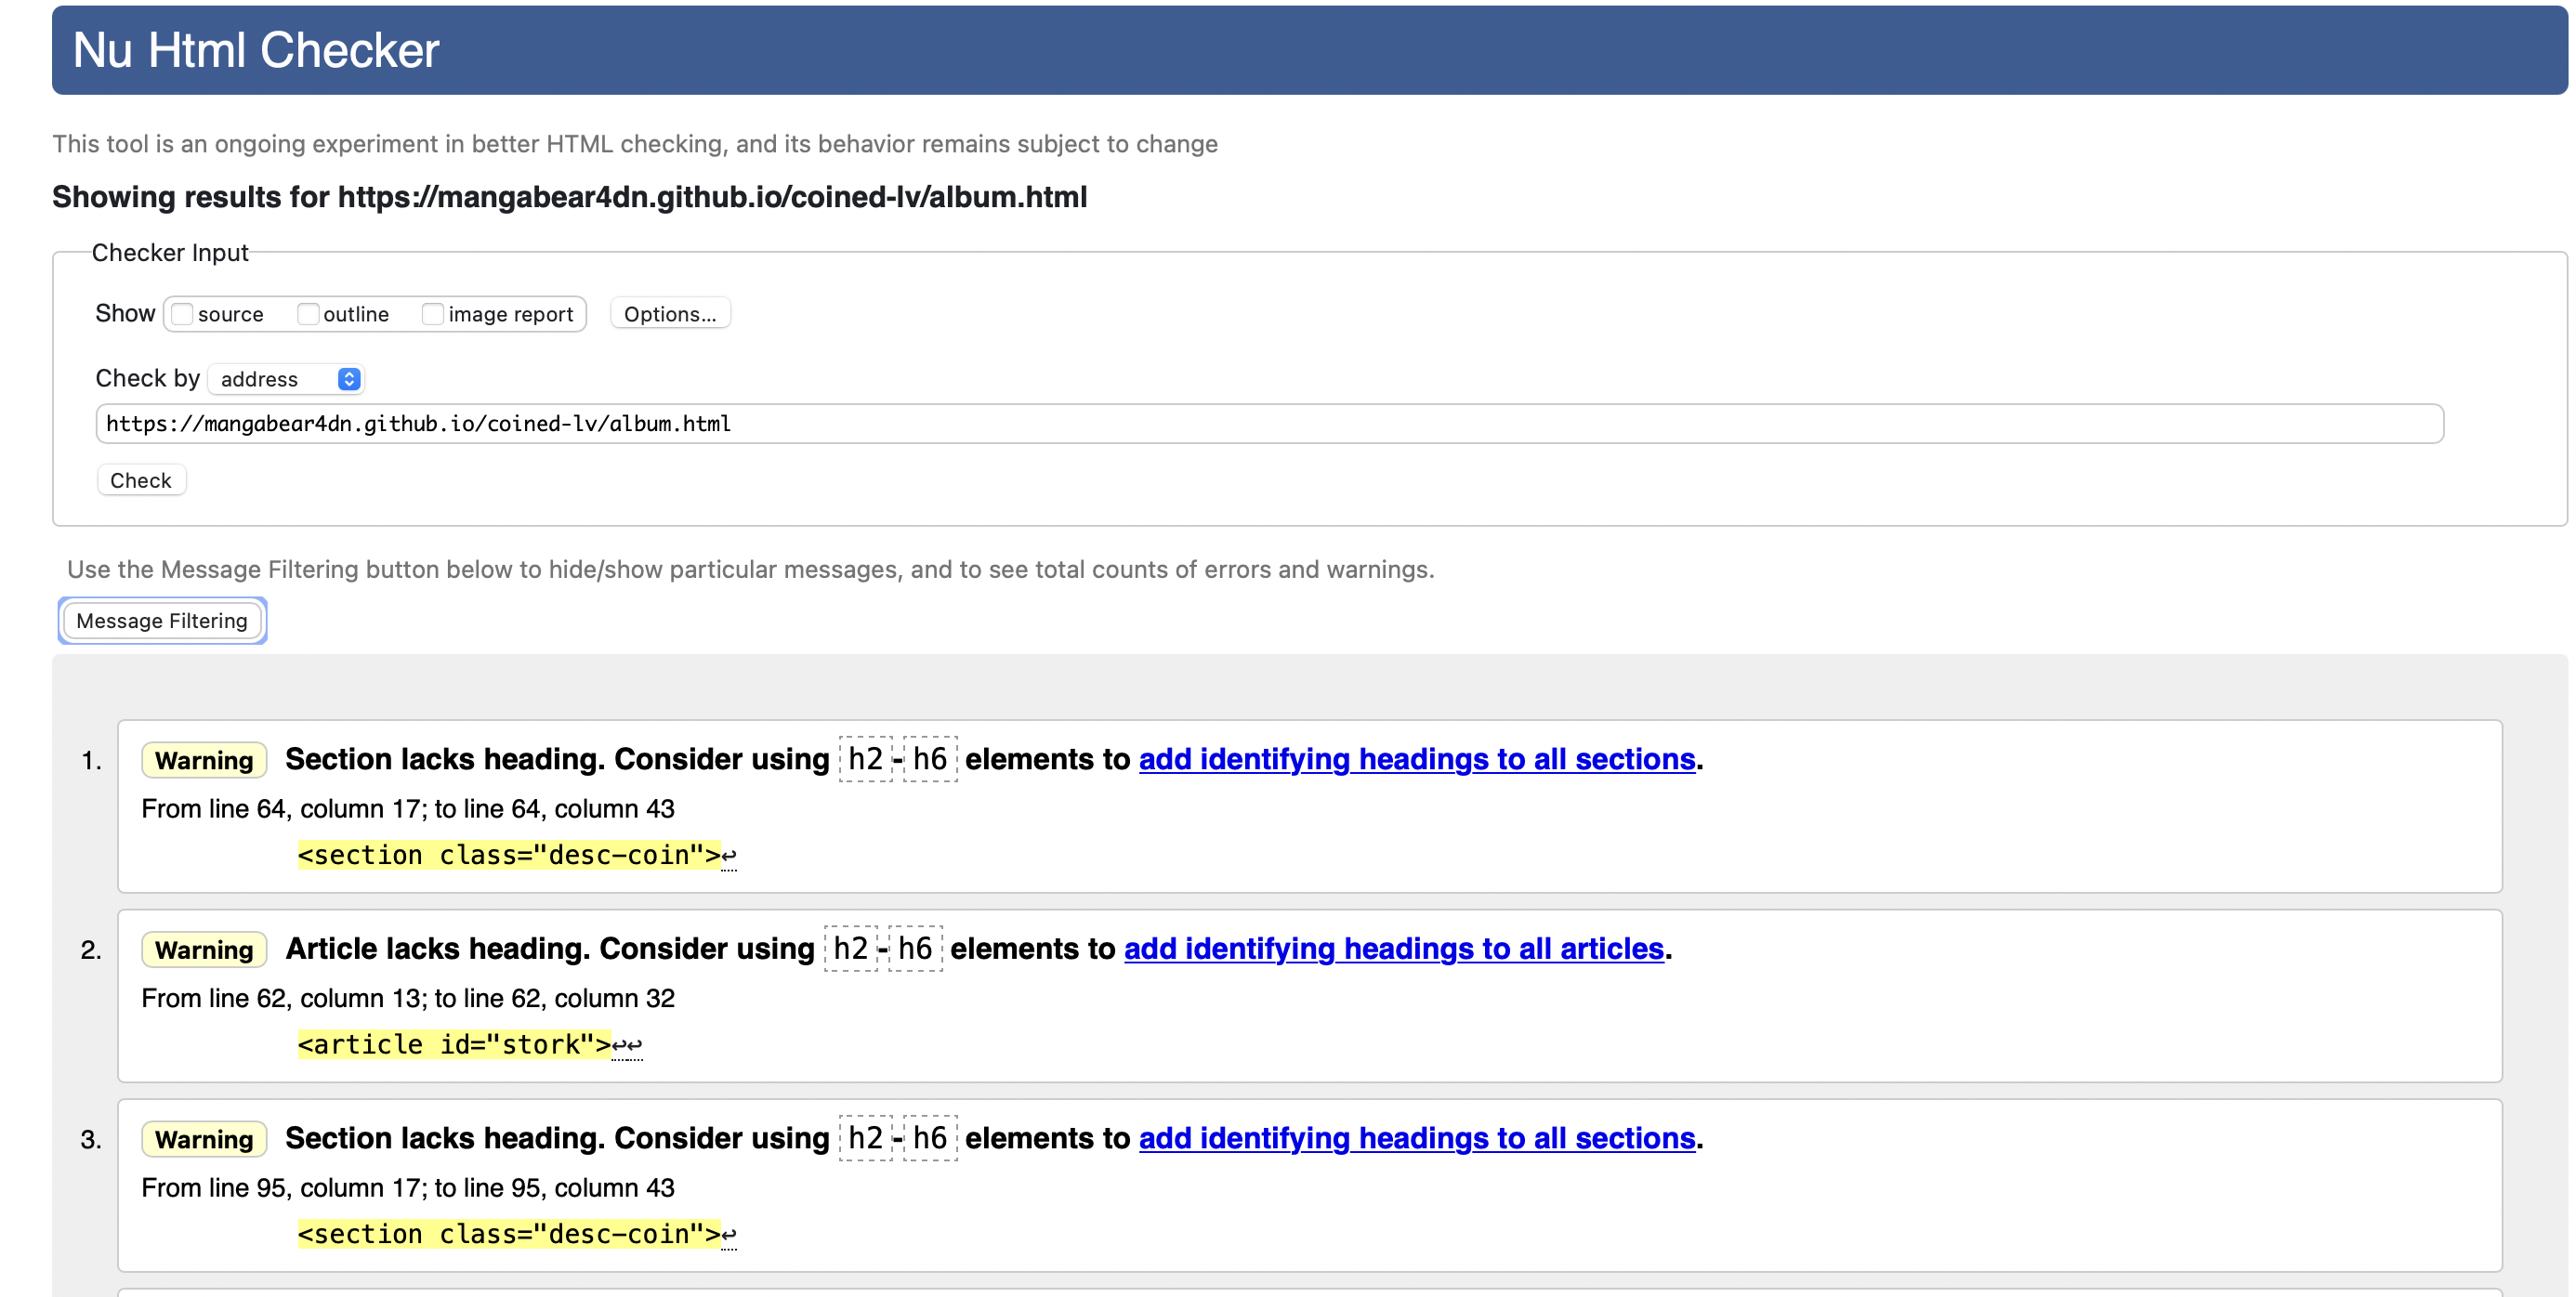 Nu Html Checker
This tool is an ongoing experiment in better HTML checking, and its behavior remains subject to change
Showing results for https://mangabear4dn.github.io/coined-lv/album.html
Checker Input
Show source outline image report Options...
Check by address
https://mangabear4dn.github.io/coined-lv/album.html
Check
Use the Message Filtering button below to hide/show particular messages, and to see total counts of errors and warnings.
Message Filtering
1. Warning Section lacks heading. Consider using h2-h6 elements to add identifying headings to all sections.
From line 64, column 17; to line 64, column 43
<section class="desc-coin">↩
2. Warning Article lacks heading. Consider using h2-h6 elements to add identifying headings to all articles.
From line 62, column 13; to line 62, column 32
<article id="stork">↩↩
3. Warning Section lacks heading. Consider using h2-h6 elements to add identifying headings to all sections.
From line 95, column 17; to line 95, column 43
<section class="desc-coin">↩